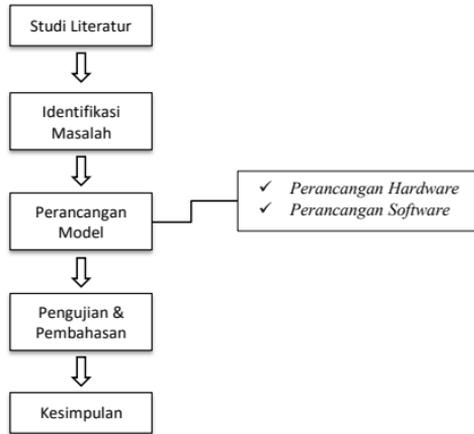 Studi Literatur
Identifikasi
Masalah
Perancangan
Model
✓ Perancangan Hardware
✓ Perancangan Software
Pengujian &
Pembahasan
Kesimpulan